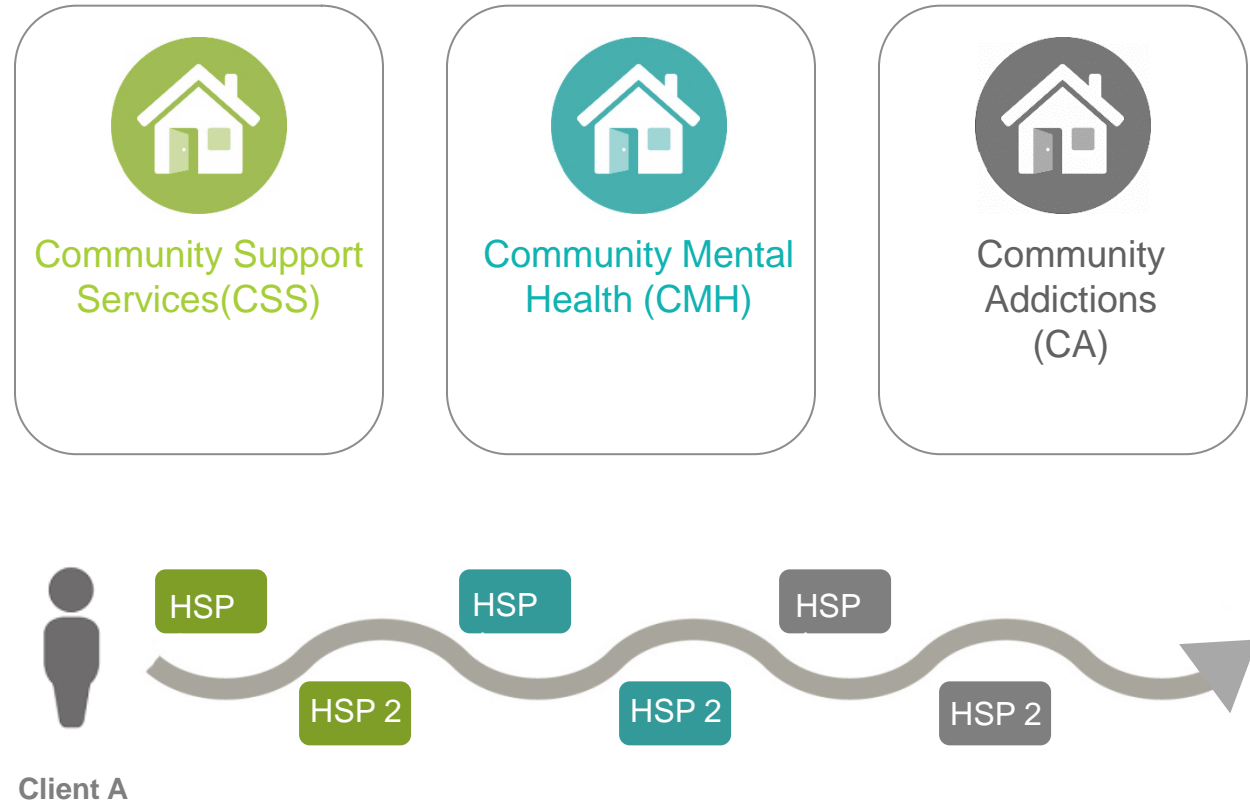 Community Support
Services(CSS)
Community Mental
Health (CMH)
Community
Addictions
(CA)
HSP
HSP
HSP
HSP 2
HSP 2
HSP 2
Client A